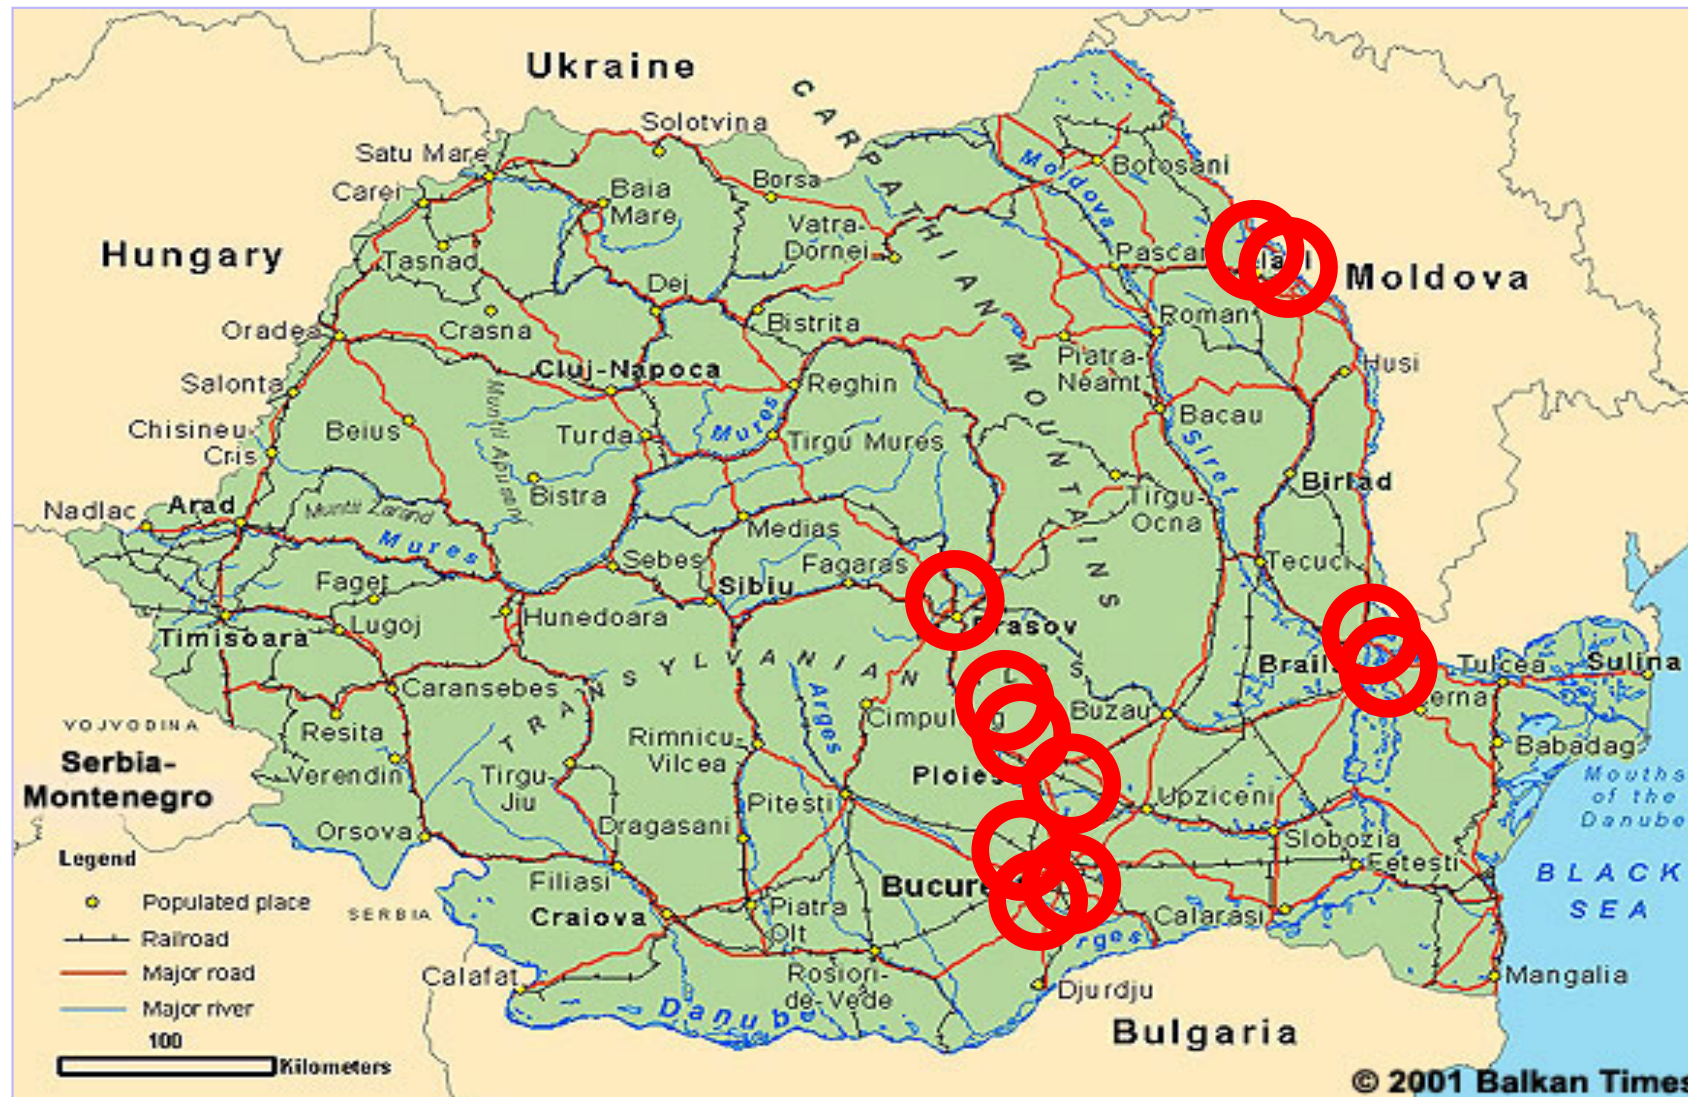 Ukraine
CARPATHIAN MOUNTAINS
Solotvina
Satu Mare
Botosani
Moldova
Carei
Baia
Mare
Borsa
Vatra-
Dornei
Hungary
Tasnad
Pascani
Moldova
Dej
Bistrita
Roman
Oradea
Crasna
Piatra-
Neamt
Husi
Cluj-Napoca
Salonta
Reghin
Muntii Apuseni
Mures
Bacau
Chisineu-
Cris
Beius
Turda
Tirgu Mures
Siret
Bistra
Birlad
Tirgu-
Ocna
Nadlac
Arad
Muntii Zarand
Medias
Mures
Sebes
Fagaras
Tecuci
Faget
Sibiu
Hunedoara
Timisoara
Lugoj
Brasov
TRANSYLVANIAN
Braila
Tulcea
Sulina
Caransebes
Arges
Cimpulung
Buzau
VOJVODINA
Resita
Rimnicu-
Vilcea
Babadag
Serbia-
Montenegro
Verendin
Tirgu-
Jiu
Ploies
Mouths
of the
Danube
Pitesti
Upziceni
Orsova
Dragasani
Slobozia
Legend
Fetesti
Filiasi
BLACK
SEA
Populated place
SERBIA
Craiova
Piatra
Olt
Bucure
Calarasi
Railroad
Arges
Major road
Calafat
Rosiori-
de-Vede
Djurdju
Mangalia
Major river
Danube
Bulgaria
100
Kilometers
© 2001 Balkan Times